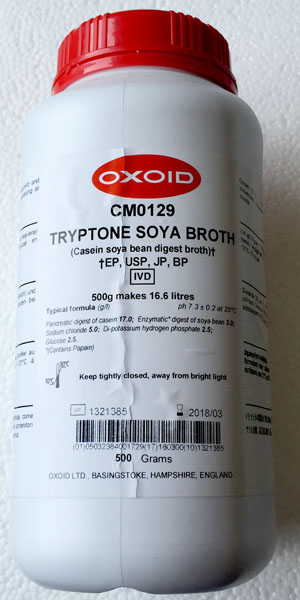 OXOID
CM0129
TRYPTONE SOYA BROTH
(Casein soya bean digest broth)†
†EP, USP, JP, BP
IVD
500g makes 16.6 litres
Typical formula (g/l) ph 7.3 ± 0.2 at 25°C
Pancreatic digest of casein 17.0; Enzymatic* digest of soya bean 3.0;
Sodium chloride 5.0; Di-potassium hydrogen phosphate 2.5;
Glucose 2.5.
*(Contains Papain)
Keep tightly closed, away from bright light
LOT 1321385 2018/03
(01)05032384001729(17)180300(10)1321385
500 Grams
OXOID LTD., BASINGSTOKE, HAMPSHIRE, ENGLAND